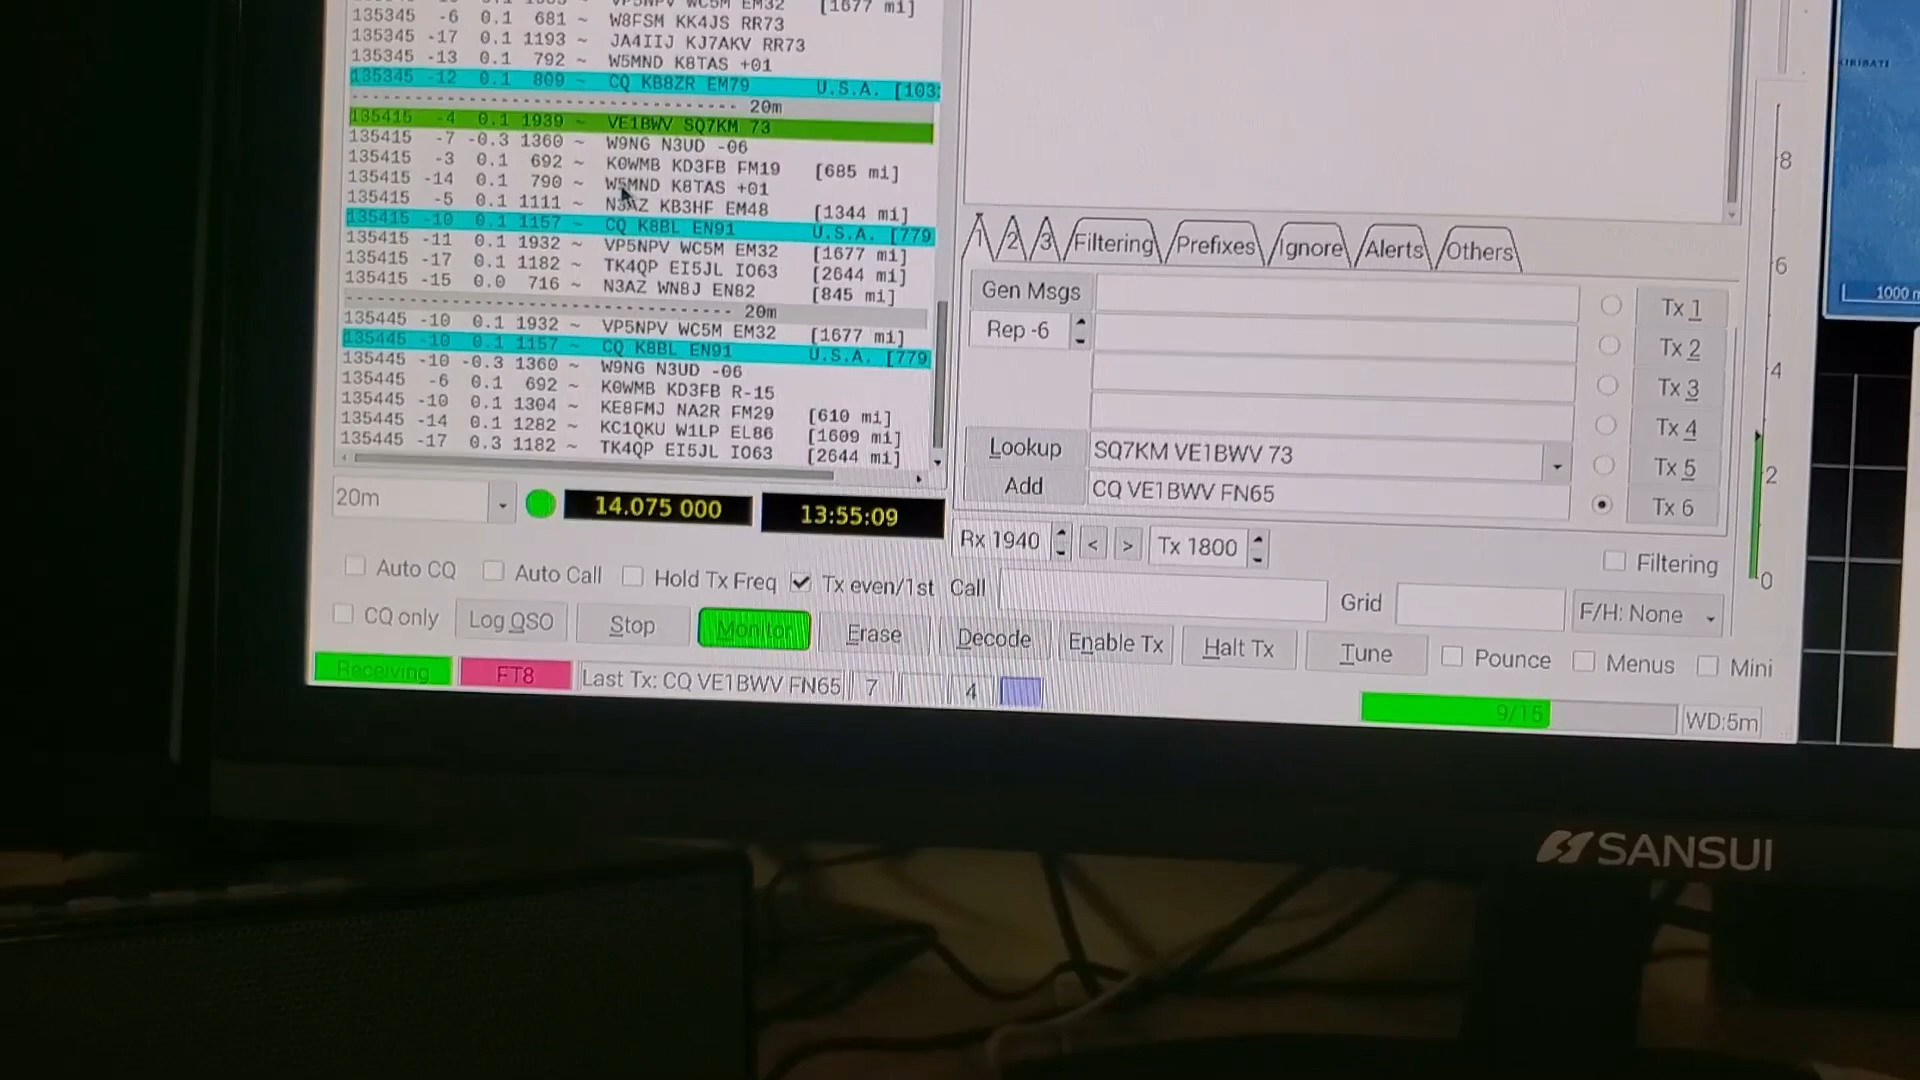 VP5NPV WC5M EM32 [1677 mi]
135345 -6 0.1 681 ~ W8FSM KK4JS RR73
135345 -17 0.1 1193 ~ JA4IIJ KJ7AKV RR73
135345 -13 0.1 792 ~ W5MND K8TAS +01
135345 -12 0.1 809 ~ CQ KB8ZR EM79 U.S.A.
20m
135415 -4 0.1 1939 ~ VE1BWV SQ7KM 73
135415 -7 -0.3 1360 ~ W9NG N3UD -06
135415 -3 0.1 692 ~ K0WMB KD3FB FM19 [685 mi]
135415 -14 0.1 790 ~ W5MND K8TAS +01
135415 -5 0.1 1111 ~ N3AZ KB3HF EM48 [1344 mi]
135415 -10 0.1 1157 ~ CQ K8BL EN91 U.S.A. [779
135415 -11 0.1 1932 ~ VP5NPV WC5M EM32 [1677 mi]
135415 -17 0.1 1182 ~ TK4QP EI5JL IO63 [2644 mi]
135415 -15 0.0 716 ~ N3AZ WN8J EN82 [845 mi]
20m
135445 -10 0.1 1932 ~ VP5NPV WC5M EM32 [1677 mi]
135445 -10 0.1 1157 ~ CQ K8BL EN91 U.S.A. [779
135445 -10 -0.3 1360 ~ W9NG N3UD -06
135445 -6 0.1 692 ~ K0WMB KD3FB R-15
135445 -10 0.1 1304 ~ KE8FMJ NA2R FM29 [610 mi]
135445 -14 0.1 1282 ~ KC1QKU W1LP EL86 [1609 mi]
135445 -17 0.3 1182 ~ TK4QP EI5JL IO63 [2644 mi]
20m 14.075 000 13:55:09
Auto CQ Auto Call Hold Tx Freq Tx even/1st
CQ only Log QSO Stop Monitor Erase Decode Enable Tx Halt Tx Tune Pounce Menus Mini
Receiving FT8 Last Tx: CQ VE1BWV FN65 7 4
9/15 WD:5m
1 2 3 Filtering Prefixes Ignore Alerts Others
Gen Msgs Tx 1
Rep -6 Tx 2
Tx 3
Tx 4
Lookup SQ7KM VE1BWV 73 Tx 5
Add CQ VE1BWV FN65 Tx 6
Rx 1940 < > Tx 1800 Filtering
Call Grid F/H: None
8
6
4
2
0
KIRIBATI
1000 m
SANSUI